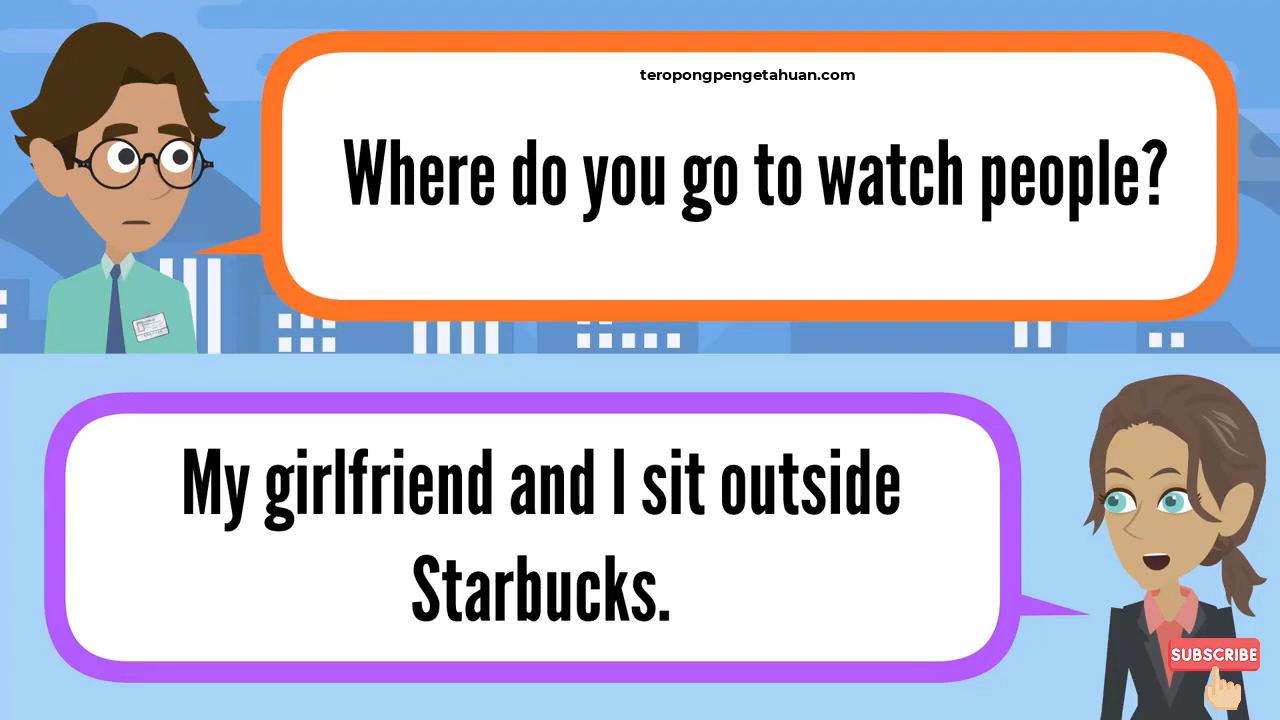 teropongpengetahuan.com
Where do you go to watch people?
My girlfriend and I sit outside
Starbucks.
SUBSCRIBE